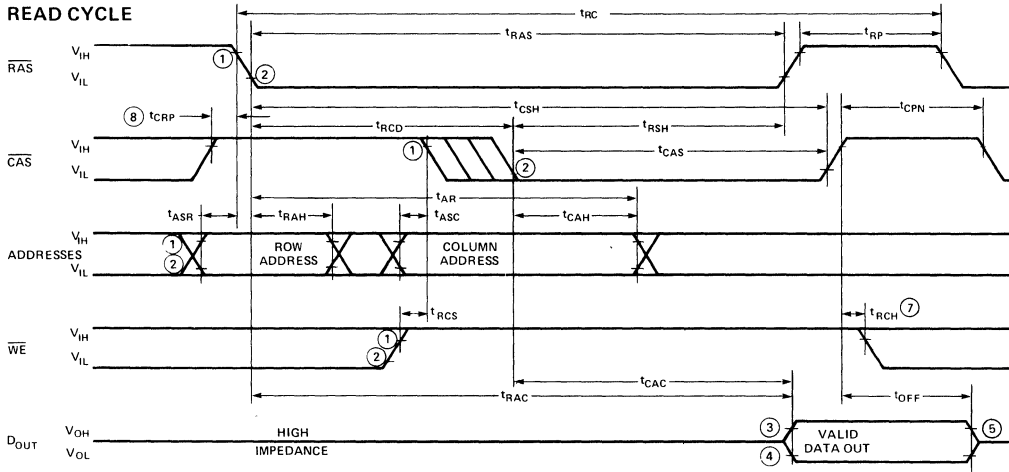 READ CYCLE
tRC
tRAS
tRP
RAS
VIH
VIL
①
②
⑧ tCRP
tCSH
tCPN
tRCD
tRSH
CAS
VIH
VIL
①
②
tCAS
tAR
tASR
tRAH
tASC
tCAH
ADDRESSES
VIH
VIL
①
②
ROW
ADDRESS
COLUMN
ADDRESS
tRCS
tRCH ⑦
WE
VIH
VIL
①
②
tCAC
tRAC
tOFF
DOUT
VOH
VOL
HIGH
IMPEDANCE
③
④
VALID
DATA OUT
⑤